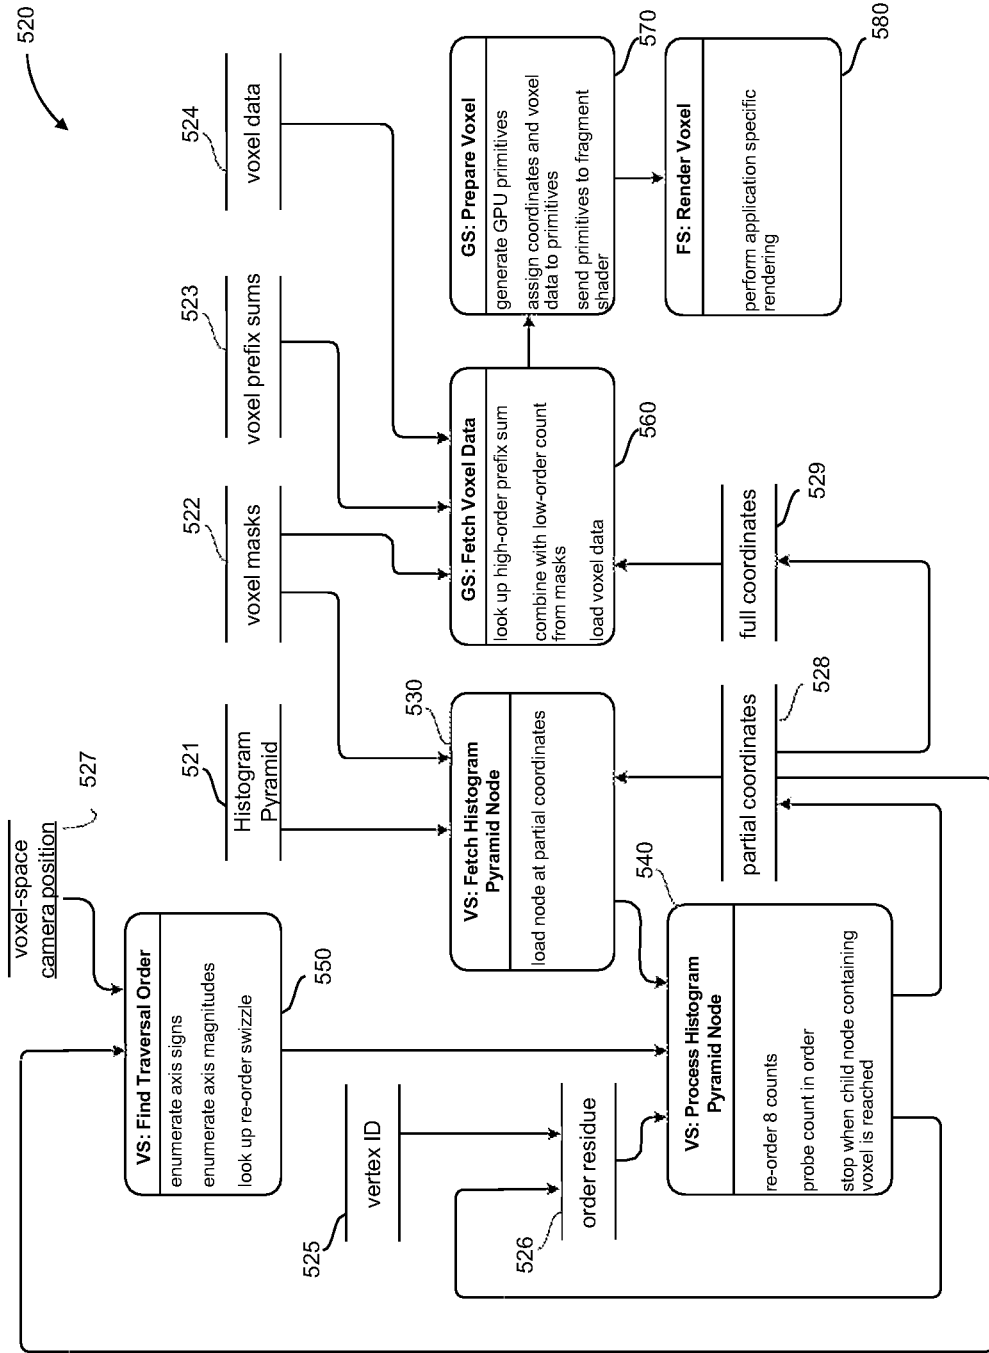 520
voxel-space
camera position
527
VS: Find Traversal Order
enumerate axis signs
enumerate axis magnitudes
look up re-order swizzle
550
521
Histogram
Pyramid
522
voxel masks
523
voxel prefix sums
524
voxel data
525
vertex ID
526
order residue
530
VS: Fetch Histogram
Pyramid Node
load node at partial coordinates
GS: Fetch Voxel Data
look up high-order prefix sum
combine with low-order count
from masks
load voxel data
560
GS: Prepare Voxel
generate GPU primitives
assign coordinates and voxel
data to primitives
send primitives to fragment
shader
570
540
VS: Process Histogram
Pyramid Node
re-order 8 counts
probe count in order
stop when child node containing
voxel is reached
partial coordinates
528
full coordinates
529
FS: Render Voxel
perform application specific
rendering
580